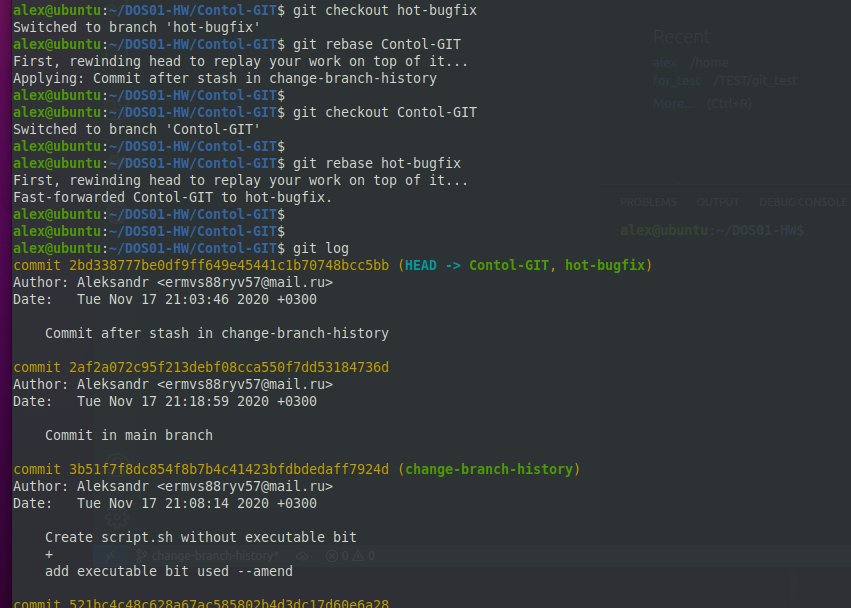 alex@ubuntu:~/DOS01-HW/Contol-GIT$ git checkout hot-bugfix
Switched to branch 'hot-bugfix'
alex@ubuntu:~/DOS01-HW/Contol-GIT$ git rebase Contol-GIT
First, rewinding head to replay your work on top of it...
Applying: Commit after stash in change-branch-history
alex@ubuntu:~/DOS01-HW/Contol-GIT$
alex@ubuntu:~/DOS01-HW/Contol-GIT$ git checkout Contol-GIT
Switched to branch 'Contol-GIT'
alex@ubuntu:~/DOS01-HW/Contol-GIT$
alex@ubuntu:~/DOS01-HW/Contol-GIT$ git rebase hot-bugfix
First, rewinding head to replay your work on top of it...
Fast-forwarded Contol-GIT to hot-bugfix.
alex@ubuntu:~/DOS01-HW/Contol-GIT$
alex@ubuntu:~/DOS01-HW/Contol-GIT$
alex@ubuntu:~/DOS01-HW/Contol-GIT$ git log
commit 2bd338777be0df9ff649e45441c1b70748bcc5bb (HEAD -> Contol-GIT, hot-bugfix)
Author: Aleksandr <ermvs88ryv57@mail.ru>
Date:   Tue Nov 17 21:03:46 2020 +0300
Commit after stash in change-branch-history
commit 2af2a072c95f213debf08cca550f7dd53184736d
Author: Aleksandr <ermvs88ryv57@mail.ru>
Date:   Tue Nov 17 21:18:59 2020 +0300
Commit in main branch
commit 3b51f7f8dc854f8b7b4c41423bfdbdedaff7924d (change-branch-history)
Author: Aleksandr <ermvs88ryv57@mail.ru>
Date:   Tue Nov 17 21:08:14 2020 +0300
Create script.sh without executable bit
+
add executable bit used --amend
commit 521bc4c48c628a67ac585802b4d3dc17d60e6a28
Recent
alex /home
for_test /TEST/git_test
More... (Ctrl+R)
PROBLEMS OUTPUT DEBUG CONSOLE
alex@ubuntu:~/DOS01-HW$
change-branch-history* 0 0